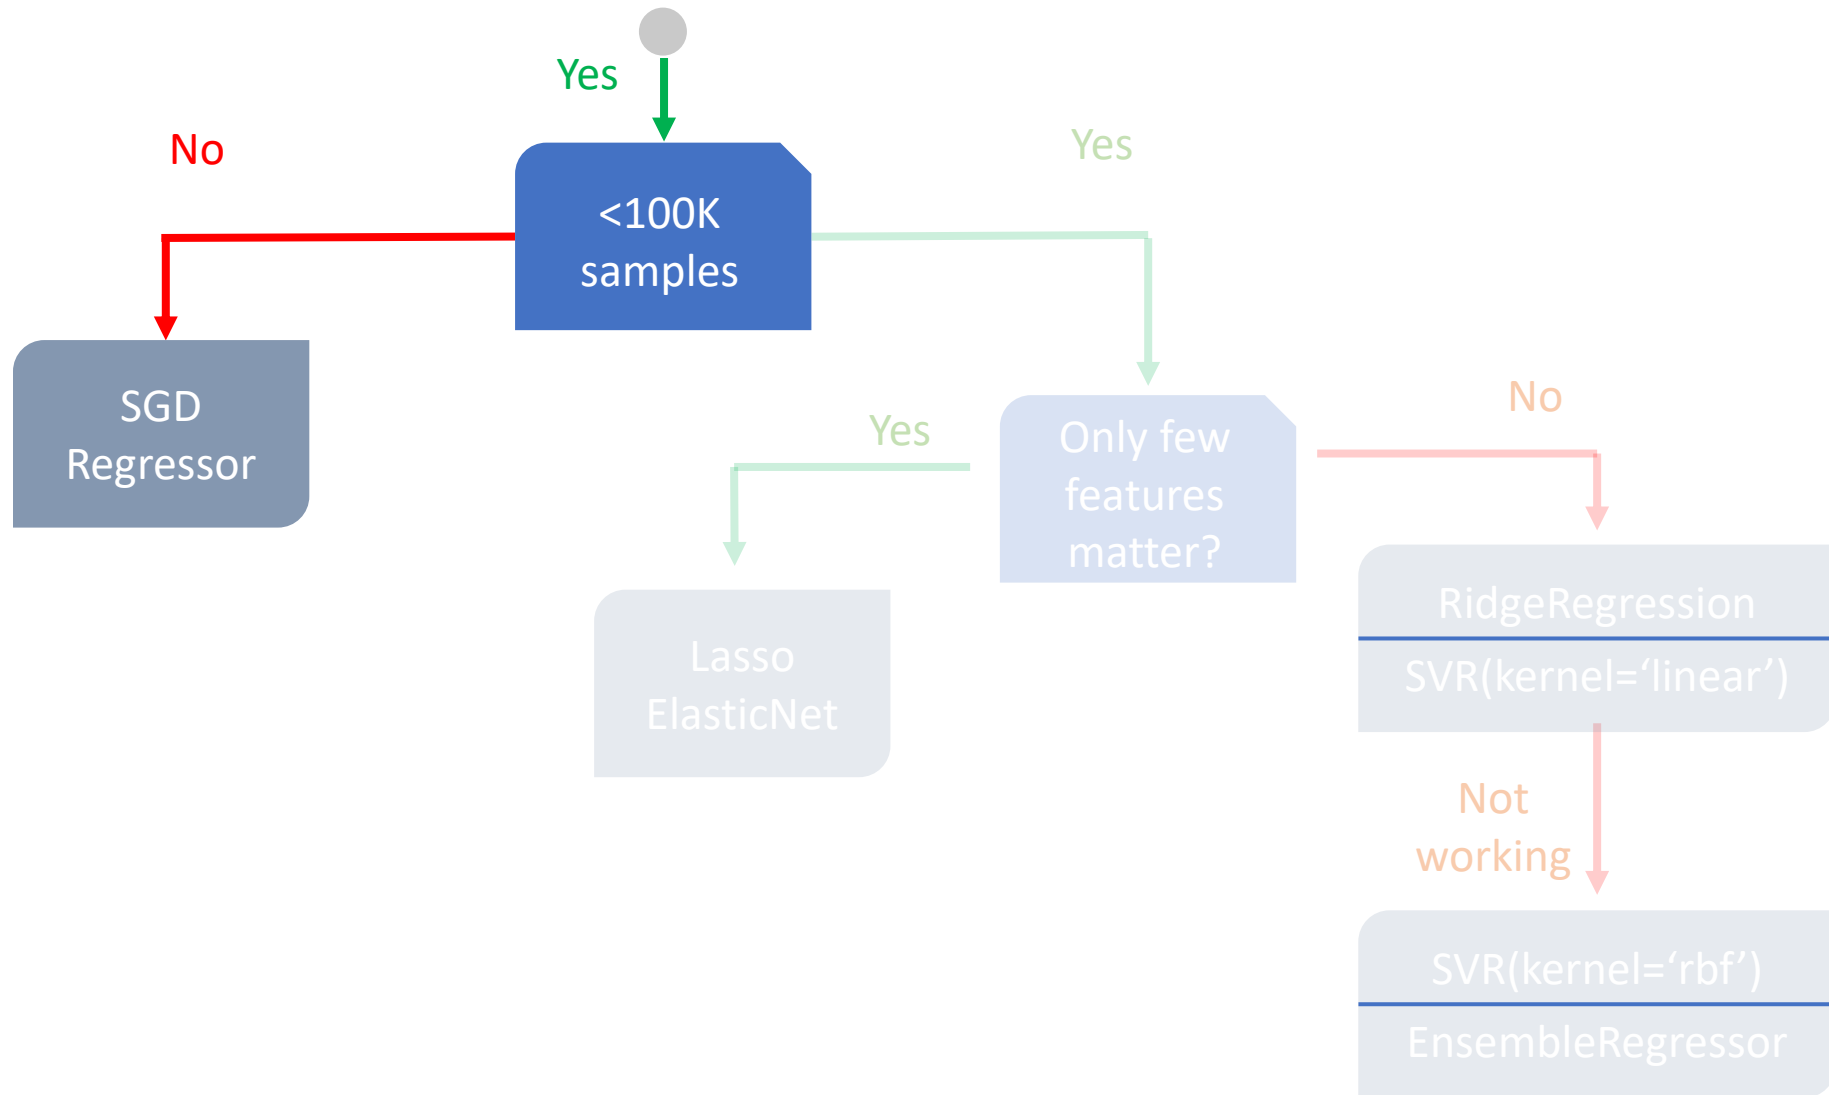 Yes
No
Yes
<100K
samples
SGD
Regressor
Yes
Only few
features
matter?
No
Lasso
ElasticNet
RidgeRegression
SVR(kernel=‘linear’)
Not
working
SVR(kernel=‘rbf’)
EnsembleRegressor